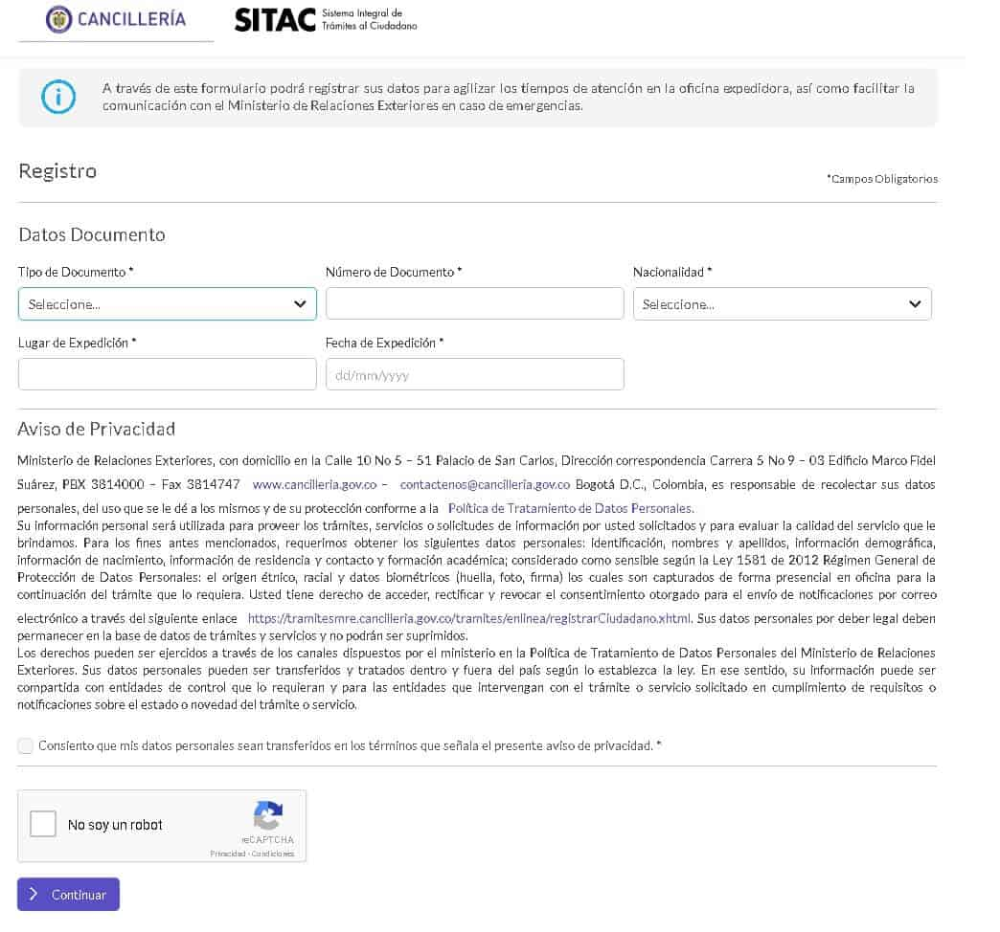 CANCILLERÍA
SITAC Sistema Integral de
Trámites al Ciudadano
A través de este formulario podrá registrar sus datos para agilizar los tiempos de atención en la oficina expedidora, así como facilitar la
comunicación con el Ministerio de Relaciones Exteriores en caso de emergencias.
Registro
*Campos Obligatorios
Datos Documento
Tipo de Documento * Número de Documento * Nacionalidad *
Seleccione... Seleccione...
Lugar de Expedición * Fecha de Expedición *
dd/mm/yyyy
Aviso de Privacidad
Ministerio de Relaciones Exteriores, con domicilio en la Calle 10 No 5 – 51 Palacio de San Carlos, Dirección correspondencia Carrera 5 No 9 – 03 Edificio Marco Fidel
Suárez, PBX 3814000 – Fax 3814747 www.cancilleria.gov.co – contactenos@cancilleria.gov.co Bogotá D.C., Colombia, es responsable de recolectar sus datos
personales, del uso que se le dé a los mismos y de su protección conforme a la Política de Tratamiento de Datos Personales.
Su información personal será utilizada para proveer los trámites, servicios o solicitudes de información por usted solicitados y para evaluar la calidad del servicio que le
brindamos. Para los fines antes mencionados, requerimos obtener los siguientes datos personales: identificación, nombres y apellidos, información demográfica,
información de nacimiento, información de residencia y contacto y formación académica; considerado como sensible según la Ley 1581 de 2012 Régimen General de
Protección de Datos Personales: el origen étnico, racial y datos biométricos (huella, foto, firma) los cuales son capturados de forma presencial en oficina para la
continuación del trámite que lo requiera. Usted tiene derecho de acceder, rectificar y revocar el consentimiento otorgado para el envío de notificaciones por correo
electrónico a través del siguiente enlace https://tramitesmre.cancilleria.gov.co/tramites/enlinea/registrarCiudadano.xhtml. Sus datos personales por deber legal deben
permanecer en la base de datos de trámites y servicios y no podrán ser suprimidos.
Los derechos pueden ser ejercidos a través de los canales dispuestos por el ministerio en la Política de Tratamiento de Datos Personales del Ministerio de Relaciones
Exteriores. Sus datos personales pueden ser transferidos y tratados dentro y fuera del país según lo establezca la ley. En ese sentido, su información puede ser
compartida con entidades de control que lo requieran y para las entidades que intervengan con el trámite o servicio solicitado en cumplimiento de requisitos o
notificaciones sobre el estado o novedad del trámite o servicio.
Consiento que mis datos personales sean transferidos en los términos que señala el presente aviso de privacidad. *
No soy un robot
reCAPTCHA
Privacidad - Condiciones
Continuar